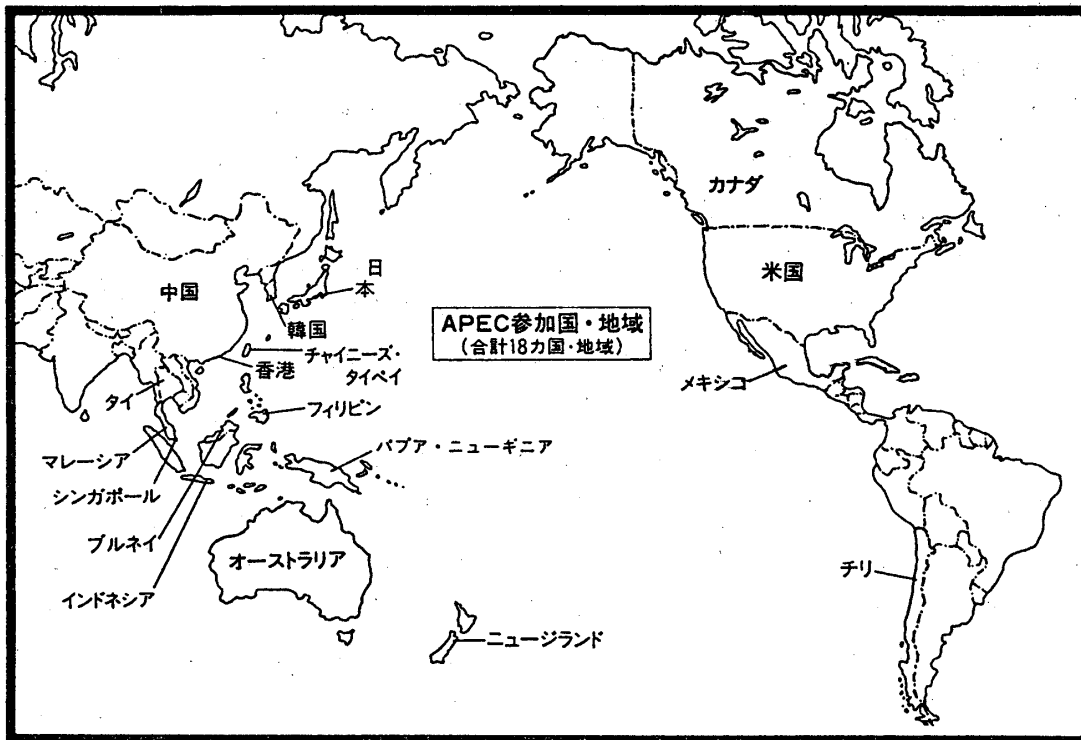 カナダ
米国
中国
日
本
韓国
APEC参加国・地域
(合計18カ国・地域)
チャイニーズ・
タイペイ
香港
メキシコ
タイ
フィリピン
マレーシア
パプア・ニューギニア
シンガポール
ブルネイ
オーストラリア
チリ
インドネシア
ニュージランド